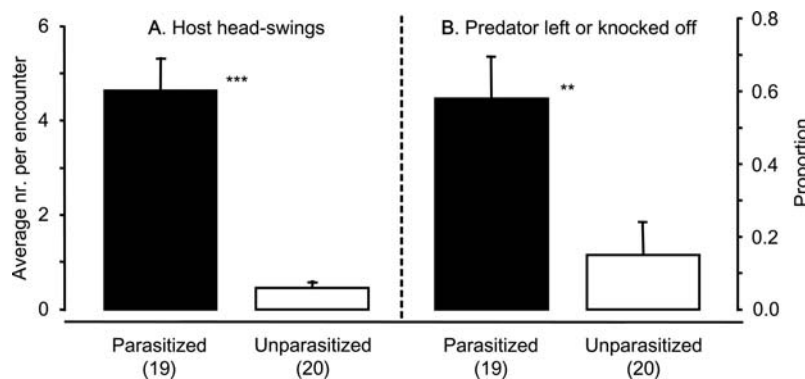 A. Host head-swings
B. Predator left or knocked off
Average nr. per encounter
6
4
2
0
***
**
0.8
0.6
0.4
0.2
0.0
Proportion
Parasitized
(19)
Unparasitized
(20)
Parasitized
(19)
Unparasitized
(20)